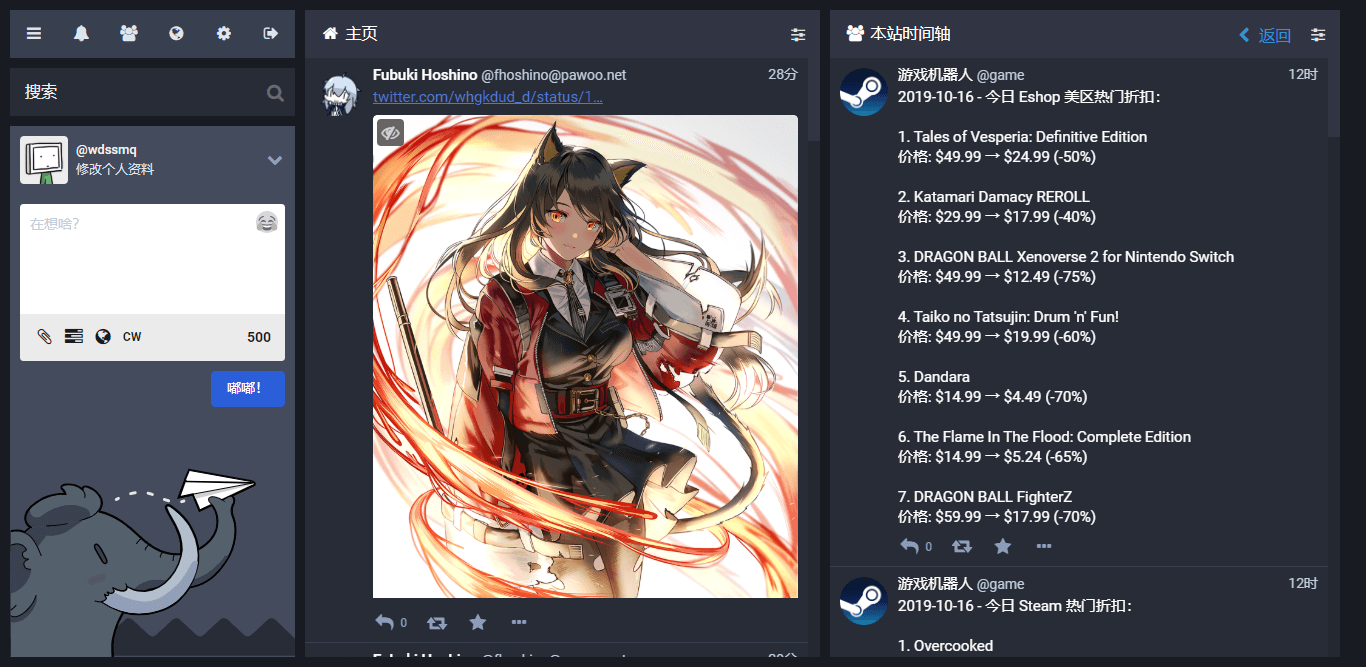 搜索
@wdssmq
修改个人资料
在想啥?
CW
500
嘟嘟!
主页
Fubuki Hoshino @fhoshino@pawoo.net
28分
twitter.com/whgkdud_d/status/1...
0
本站时间轴
返回
游戏机器人 @game
12时
2019-10-16 - 今日 Eshop 美区热门折扣:
1. Tales of Vesperia: Definitive Edition
价格: $49.99 → $24.99 (-50%)
2. Katamari Damacy REROLL
价格: $29.99 → $17.99 (-40%)
3. DRAGON BALL Xenoverse 2 for Nintendo Switch
价格: $49.99 → $12.49 (-75%)
4. Taiko no Tatsujin: Drum 'n' Fun!
价格: $49.99 → $19.99 (-60%)
5. Dandara
价格: $14.99 → $4.49 (-70%)
6. The Flame In The Flood: Complete Edition
价格: $14.99 → $5.24 (-65%)
7. DRAGON BALL FighterZ
价格: $59.99 → $17.99 (-70%)
0
游戏机器人 @game
12时
2019-10-16 - 今日 Steam 热门折扣:
1. Overcooked